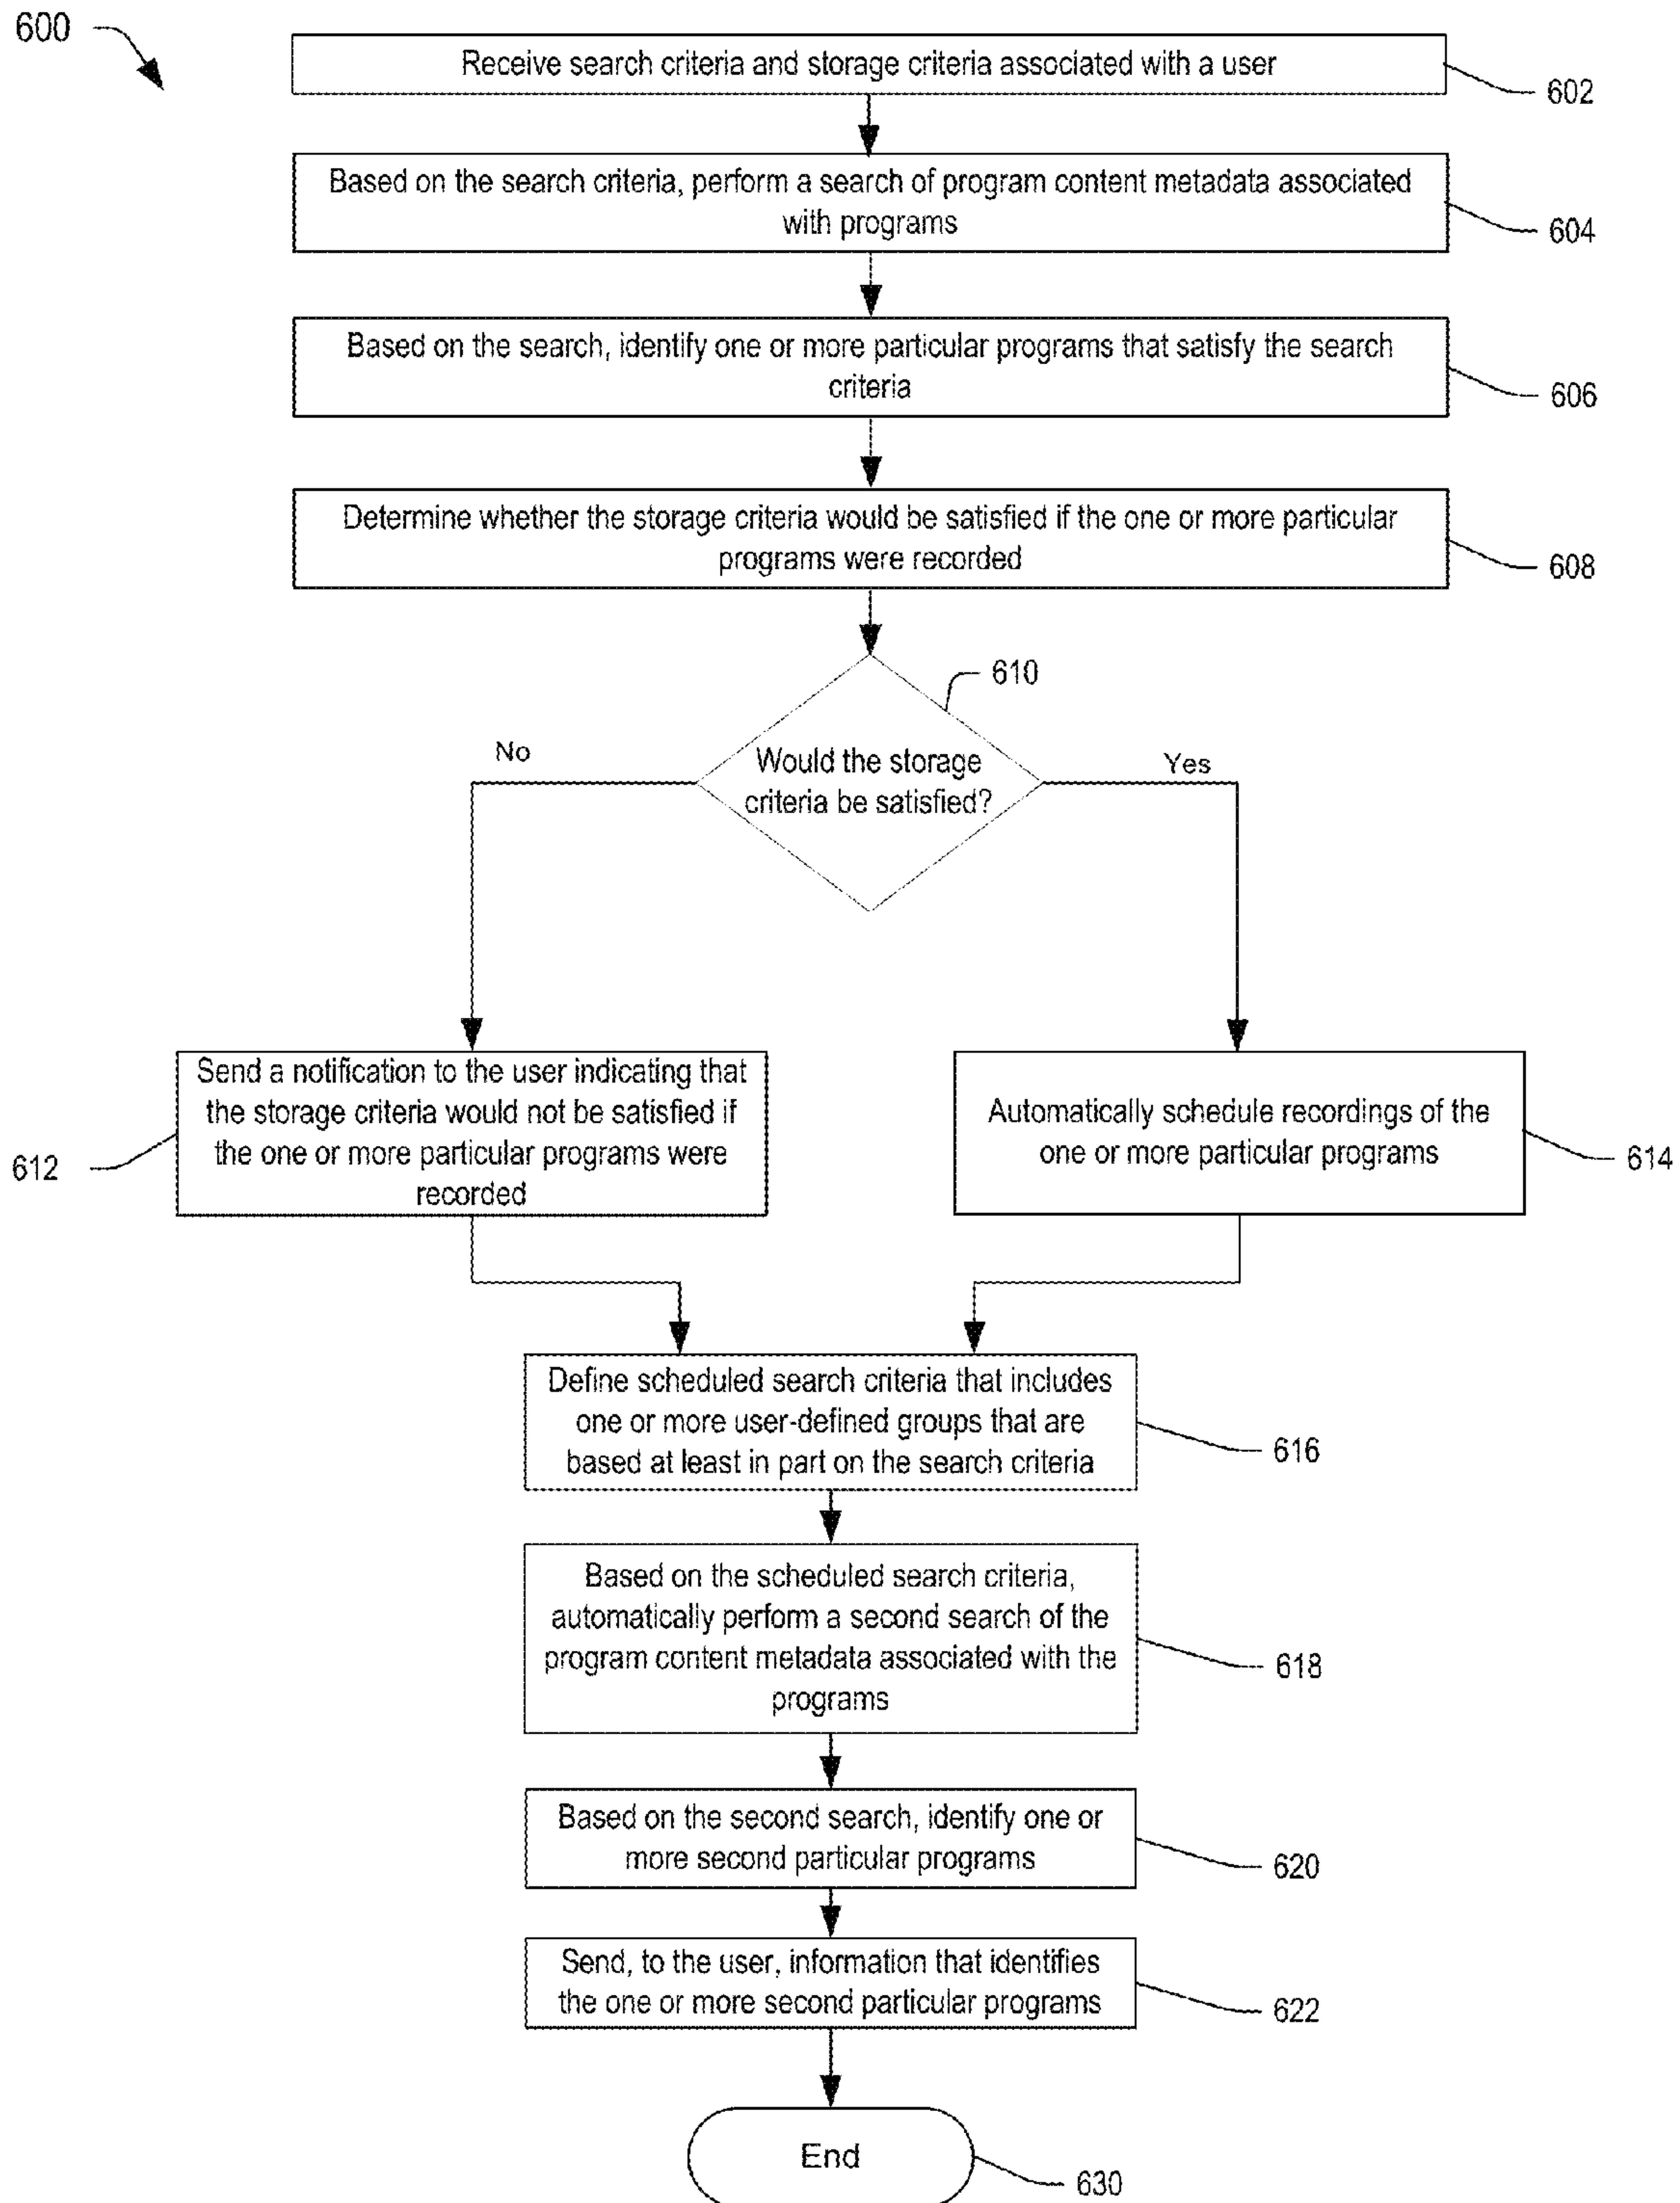 600
Receive search criteria and storage criteria associated with a user
602
Based on the search criteria, perform a search of program content metadata associated
with programs
604
Based on the search, identify one or more particular programs that satisfy the search
criteria
606
Determine whether the storage criteria would be satisfied if the one or more particular
programs were recorded
608
610
Would the storage
criteria be satisfied?
No
Yes
Send a notification to the user indicating that
the storage criteria would not be satisfied if
the one or more particular programs were
recorded
612
Automatically schedule recordings of the
one or more particular programs
614
Define scheduled search criteria that includes
one or more user-defined groups that are
based at least in part on the search criteria
616
Based on the scheduled search criteria,
automatically perform a second search of the
program content metadata associated with the
programs
618
Based on the second search, identify one or
more second particular programs
620
Send, to the user, information that identifies
the one or more second particular programs
622
End
630